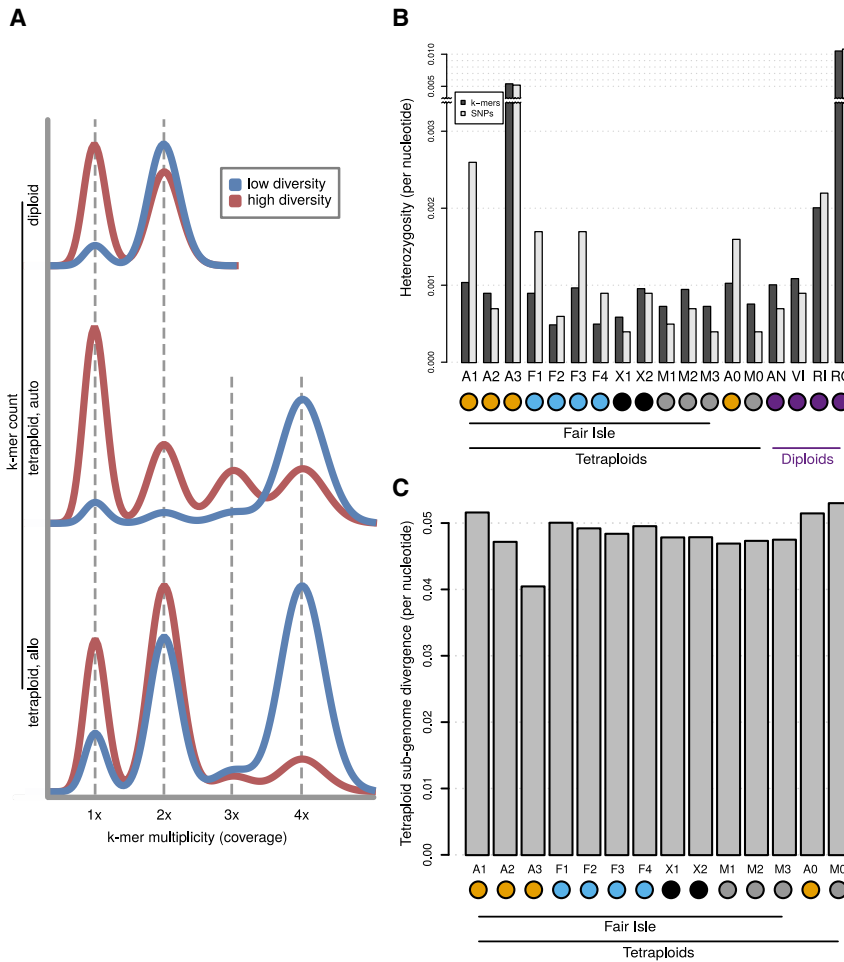 A
low diversity
high diversity
diploid
tetraploid, auto
tetraploid, allo
k-mer count
1x 2x 3x 4x
k-mer multiplicity (coverage)
B
Heterozygosity (per nucleotide)
0.010
0.005
0.003
0.002
0.001
0.000
k-mers
SNPs
A1 A2 A3 F1 F2 F3 F4 X1 X2 M1 M2 M3 A0 M0 AN VI RI
Fair Isle
Tetraploids Diploids
C
Tetraploid sub-genome divergence (per nucleotide)
0.05
0.04
0.03
0.02
0.01
0.00
A1 A2 A3 F1 F2 F3 F4 X1 X2 M1 M2 M3 A0 M0
Fair Isle
Tetraploids